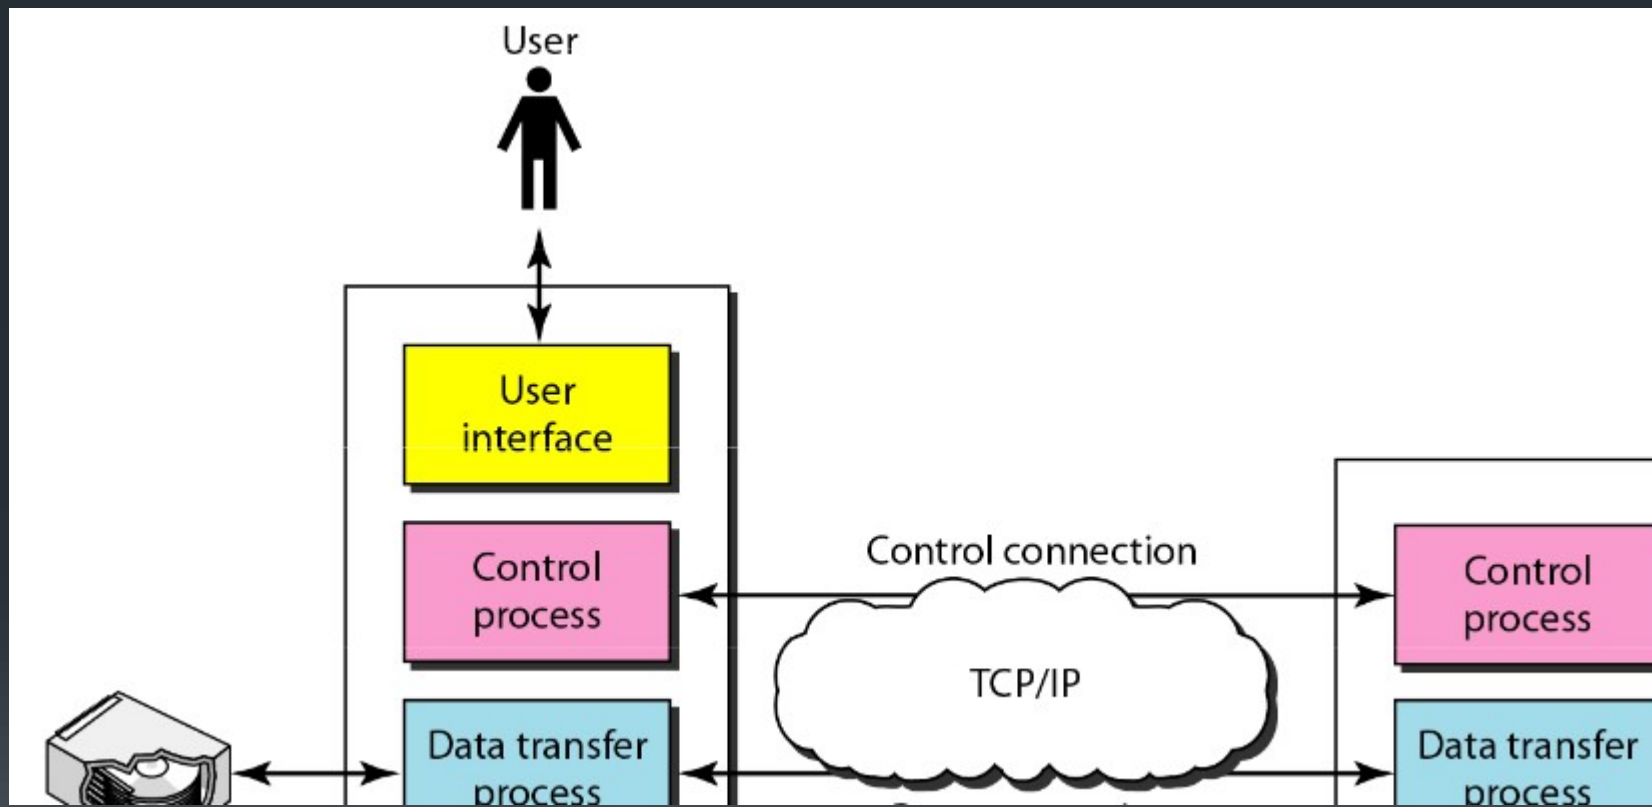 User
User
interface
Control connection
Control
process
Control
process
TCP/IP
Data transfer
process
Data transfer
process